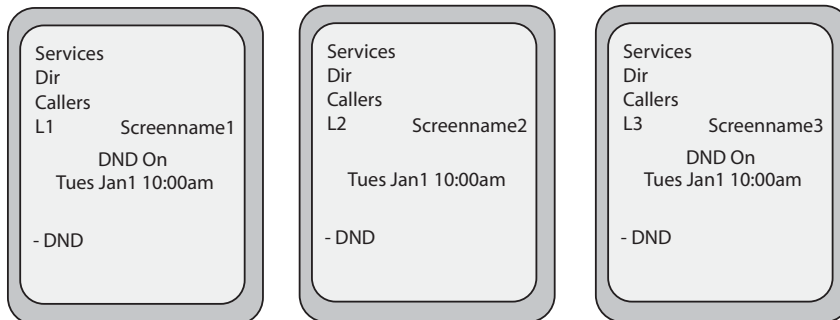 Services
Dir
Callers
L1 Screenname1
DND On
Tues Jan1 10:00am
- DND
Services
Dir
Callers
L2 Screenname2
Tues Jan1 10:00am
- DND
Services
Dir
Callers
L3 Screenname3
DND On
Tues Jan1 10:00am
- DND